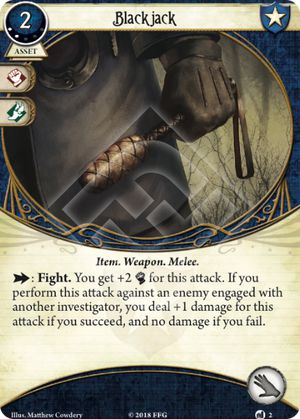 2
Blackjack
ASSET
Item. Weapon. Melee.
: Fight. You get +2 for this attack. If you
perform this attack against an enemy engaged with
another investigator, you deal +1 damage for this
attack if you succeed, and no damage if you fail.
Illus. Matthew Cowdery
© 2018 FFG
2